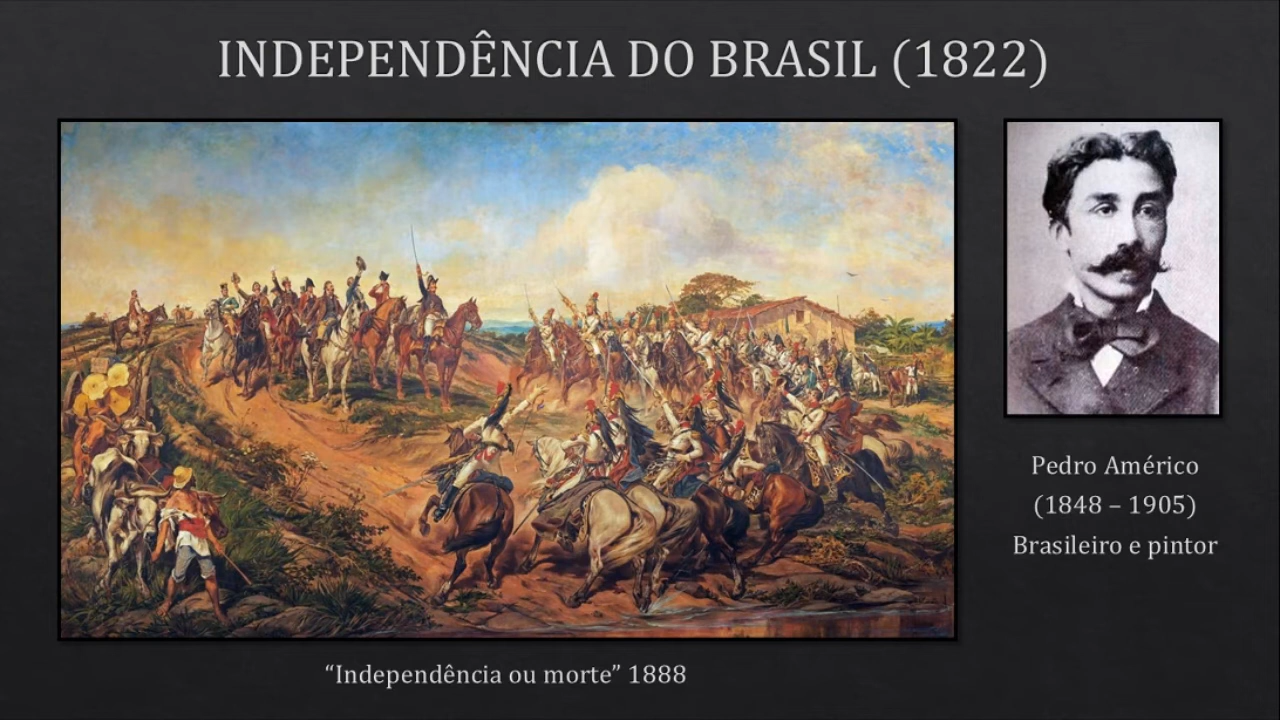 INDEPENDÊNCIA DO BRASIL (1822)
Pedro Américo
(1848 – 1905)
Brasileiro e pintor
“Independência ou morte” 1888